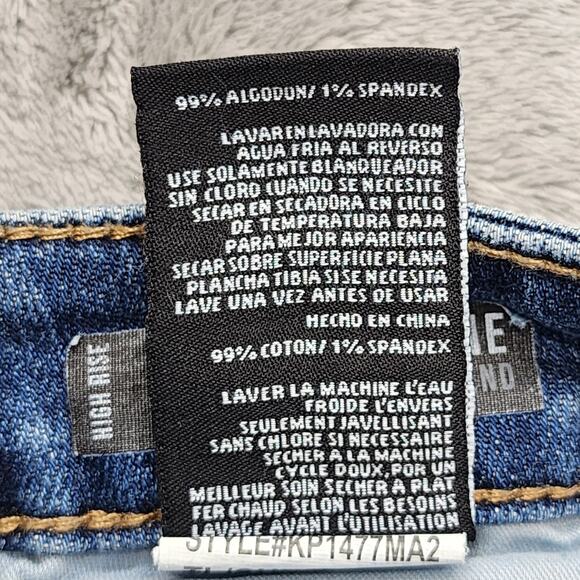 99% ALGODON/ 1% SPANDEX
LAVAR EN LAVADORA CON
AGUA FRIA AL REVERSO
USE SOLAMENTE BLANQUEADOR
SIN CLORO CUANDO SE NECESITE
SECAR EN SECADORA EN CICLO
DE TEMPERATURA BAJA
PARA MEJOR APARIENCIA
SECAR SOBRE SUPERFICIE PLANA
PLANCHA TIBIA SI SE NECESITA
LAVE UNA VEZ ANTES DE USAR
HECHO EN CHINA
99% COTON/ 1% SPANDEX
LAVER LA MACHINE L'EAU
FROIDE L'ENVERS
SEULEMENT JAVELLISANT
SANS CHLORE SI NECESSAIRE
SECHER A LA MACHINE
CYCLE DOUX, POR UN
MEILLEUR SOIN SECHER A PLAT
FER CHAUD SELON LES BESOINS
LAVAGE AVANT L'UTILISATION
STYLE#KP1477MA2
HIGH RISE
NE
ND